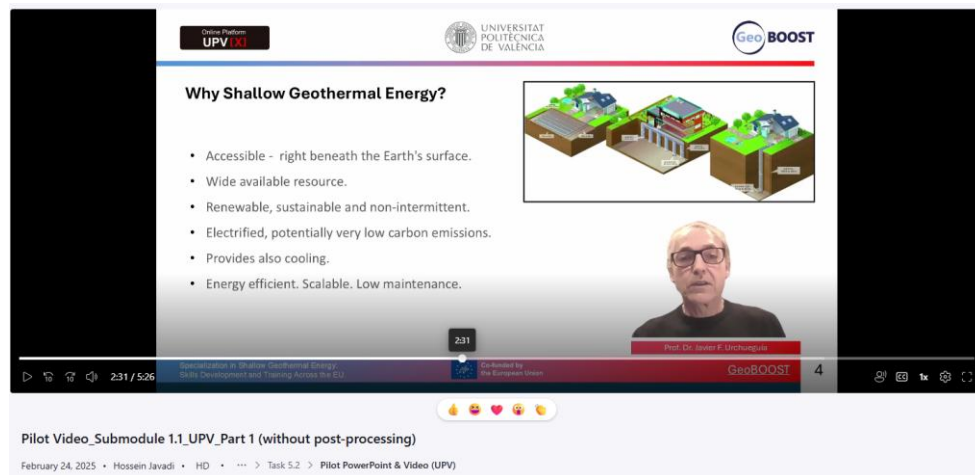 Online Platform
UPV[X]
UNIVERSITAT
POLITÈCNICA
DE VALÈNCIA
GeoBOOST
Why Shallow Geothermal Energy?
• Accessible - right beneath the Earth's surface.
• Wide available resource.
• Renewable, sustainable and non-intermittent.
• Electrified, potentially very low carbon emissions.
• Provides also cooling.
• Energy efficient. Scalable. Low maintenance.
2:31
Prof. Dr. Javier F. Urchueguía
Specialization in Shallow Geothermal Energy:
Skills Development and Training Across the EU.
Co-funded by
the European Union
GeoBOOST
4
10
10
2:31 / 5:26
CC
1x
Pilot Video_Submodule 1.1_UPV_Part 1 (without post-processing)
February 24, 2025 • Hossein Javadi • HD • ··· > Task 5.2 > Pilot PowerPoint & Video (UPV)